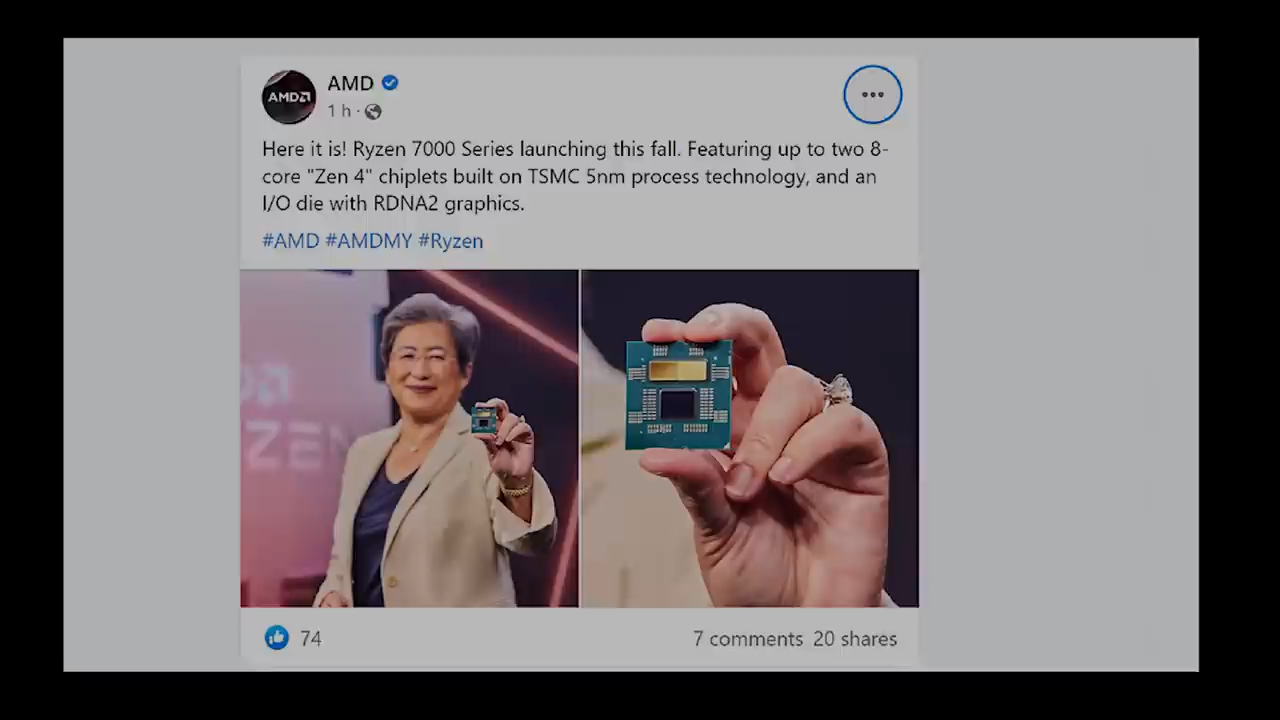 AMD
AMD
1 h ·
Here it is! Ryzen 7000 Series launching this fall. Featuring up to two 8-
core "Zen 4" chiplets built on TSMC 5nm process technology, and an
I/O die with RDNA2 graphics.
#AMD #AMDMY #Ryzen
ZEN
74
7 comments 20 shares